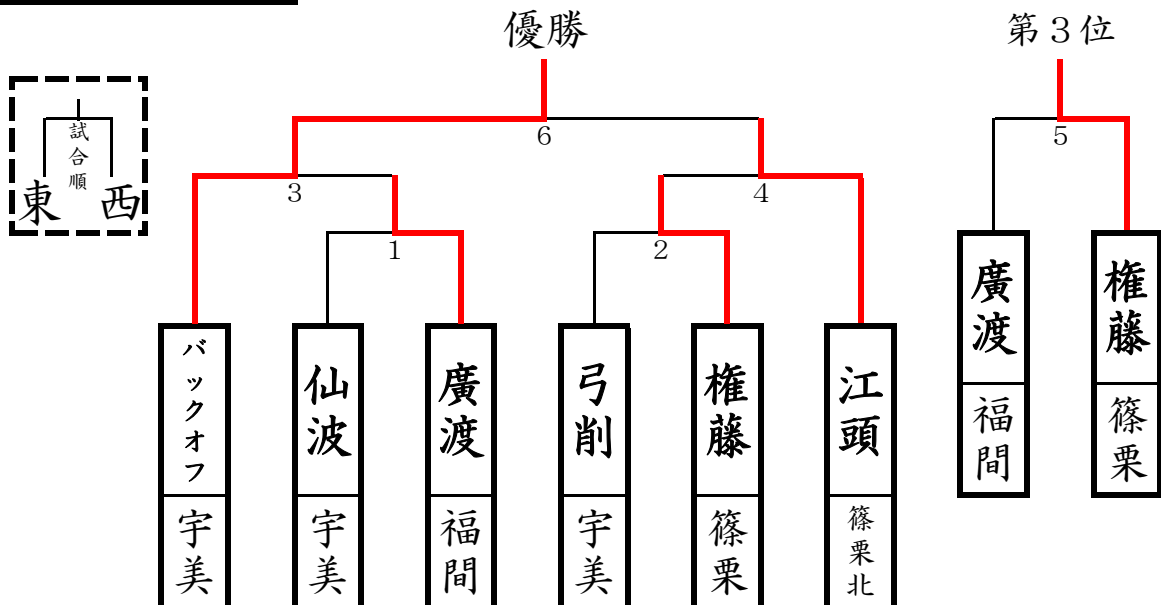 優勝
第３位
試合順
東
西
6
5
3
4
1
2
バックオフ
宇美
仙波
宇美
廣渡
福間
弓削
宇美
権藤
篠栗
江頭
篠栗北
廣渡
福間
権藤
篠栗